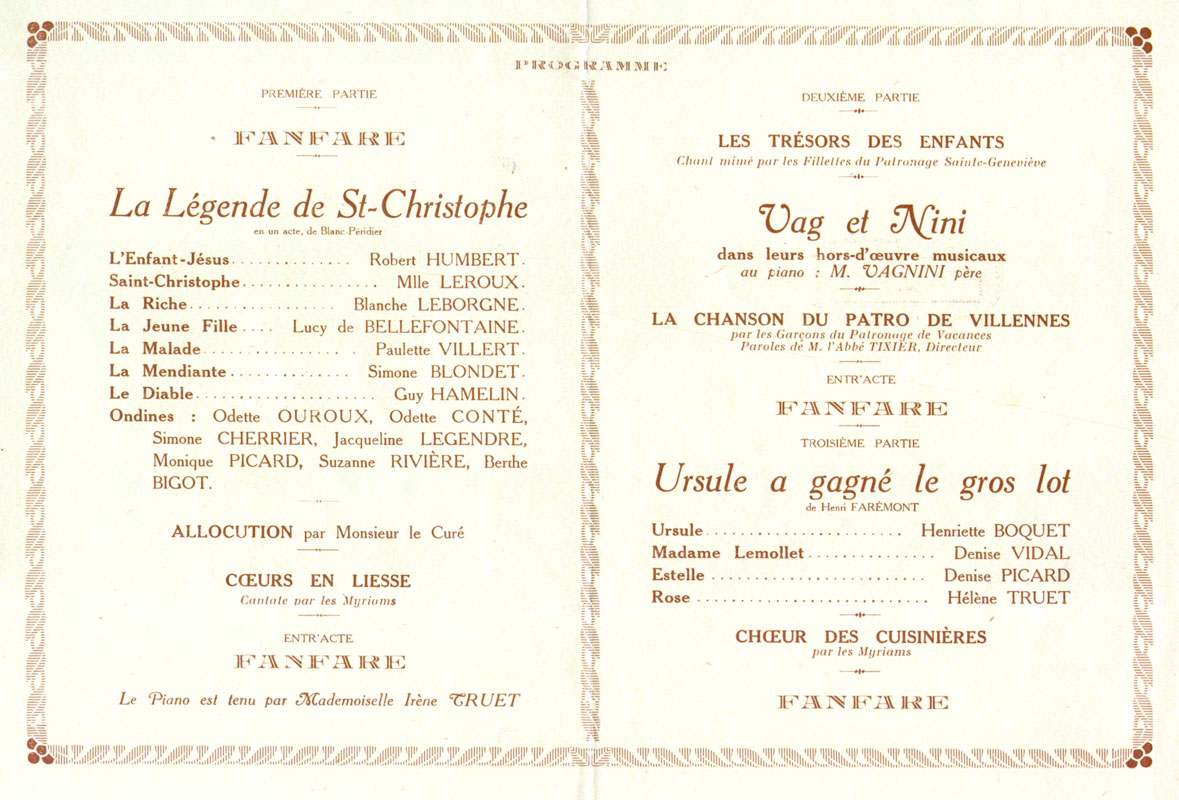 PROGRAMME
PREMIÈRE PARTIE
FANFARE
La Légende de St-Christophe
en un acte, de Blanc-Péridier
L'Enfant-Jésus............ Robert HUMBERT.
Saint-Christophe............ Mlle LEROUX.
La Riche............ Blanche LEBORGNE.
La Jeune Fille...... Lucy de BELLEFONTAINE.
La Malade............ Paulette AILLERT.
La Mendiante............ Simone BLONDET.
Le Diable............ Guy HAMELIN.
Ondines : Odette OUROUX, Odette CONTÉ,
Simone CHERRIER, Jacqueline LEGENDRE,
Monique PICARD, Suzanne RIVIÈRE, Berthe
BIGOT.
ALLOCUTION par Monsieur le Curé
CŒURS EN LIESSE
Cantate par les Myriams
ENTR'ACTE
FANFARE
Le Piano est tenu par Mademoiselle Irène GRUET
DEUXIÈME PARTIE
LES TRÉSORS DES ENFANTS
Chant mimé par les Fillettes du Patronage Sainte-Geneviève
Vag et Nini
dans leurs hors-d'œuvre musicaux
au piano : M. VAGNINI père
LA CHANSON DU PATRO DE VILLENNES
par les Garçons du Patronage de Vacances
Paroles de M. l'Abbé TIXIER, Directeur
ENTR'ACTE
FANFARE
TROISIÈME PARTIE
Ursule a gagné le gros lot
de Henri FARÉMONT
Ursule............ Henriette BOQUET
Madame Lemollet............ Denise VIDAL
Estelle............ Denise PICARD
Rose............ Hélène TRUET
CHŒUR DES CUISINIÈRES
par les Myriams
FANFARE